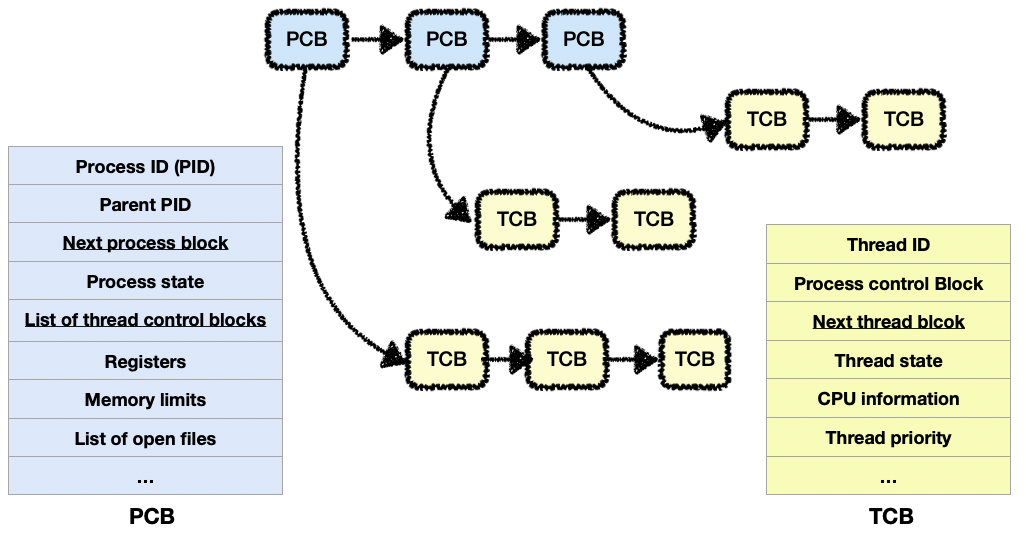 PCB
PCB
PCB
TCB
TCB
TCB
TCB
TCB
TCB
TCB
Process ID (PID)
Parent PID
Next process block
Process state
List of thread control blocks
Registers
Memory limits
List of open files
...
PCB
Thread ID
Process control Block
Next thread blcok
Thread state
CPU information
Thread priority
...
TCB